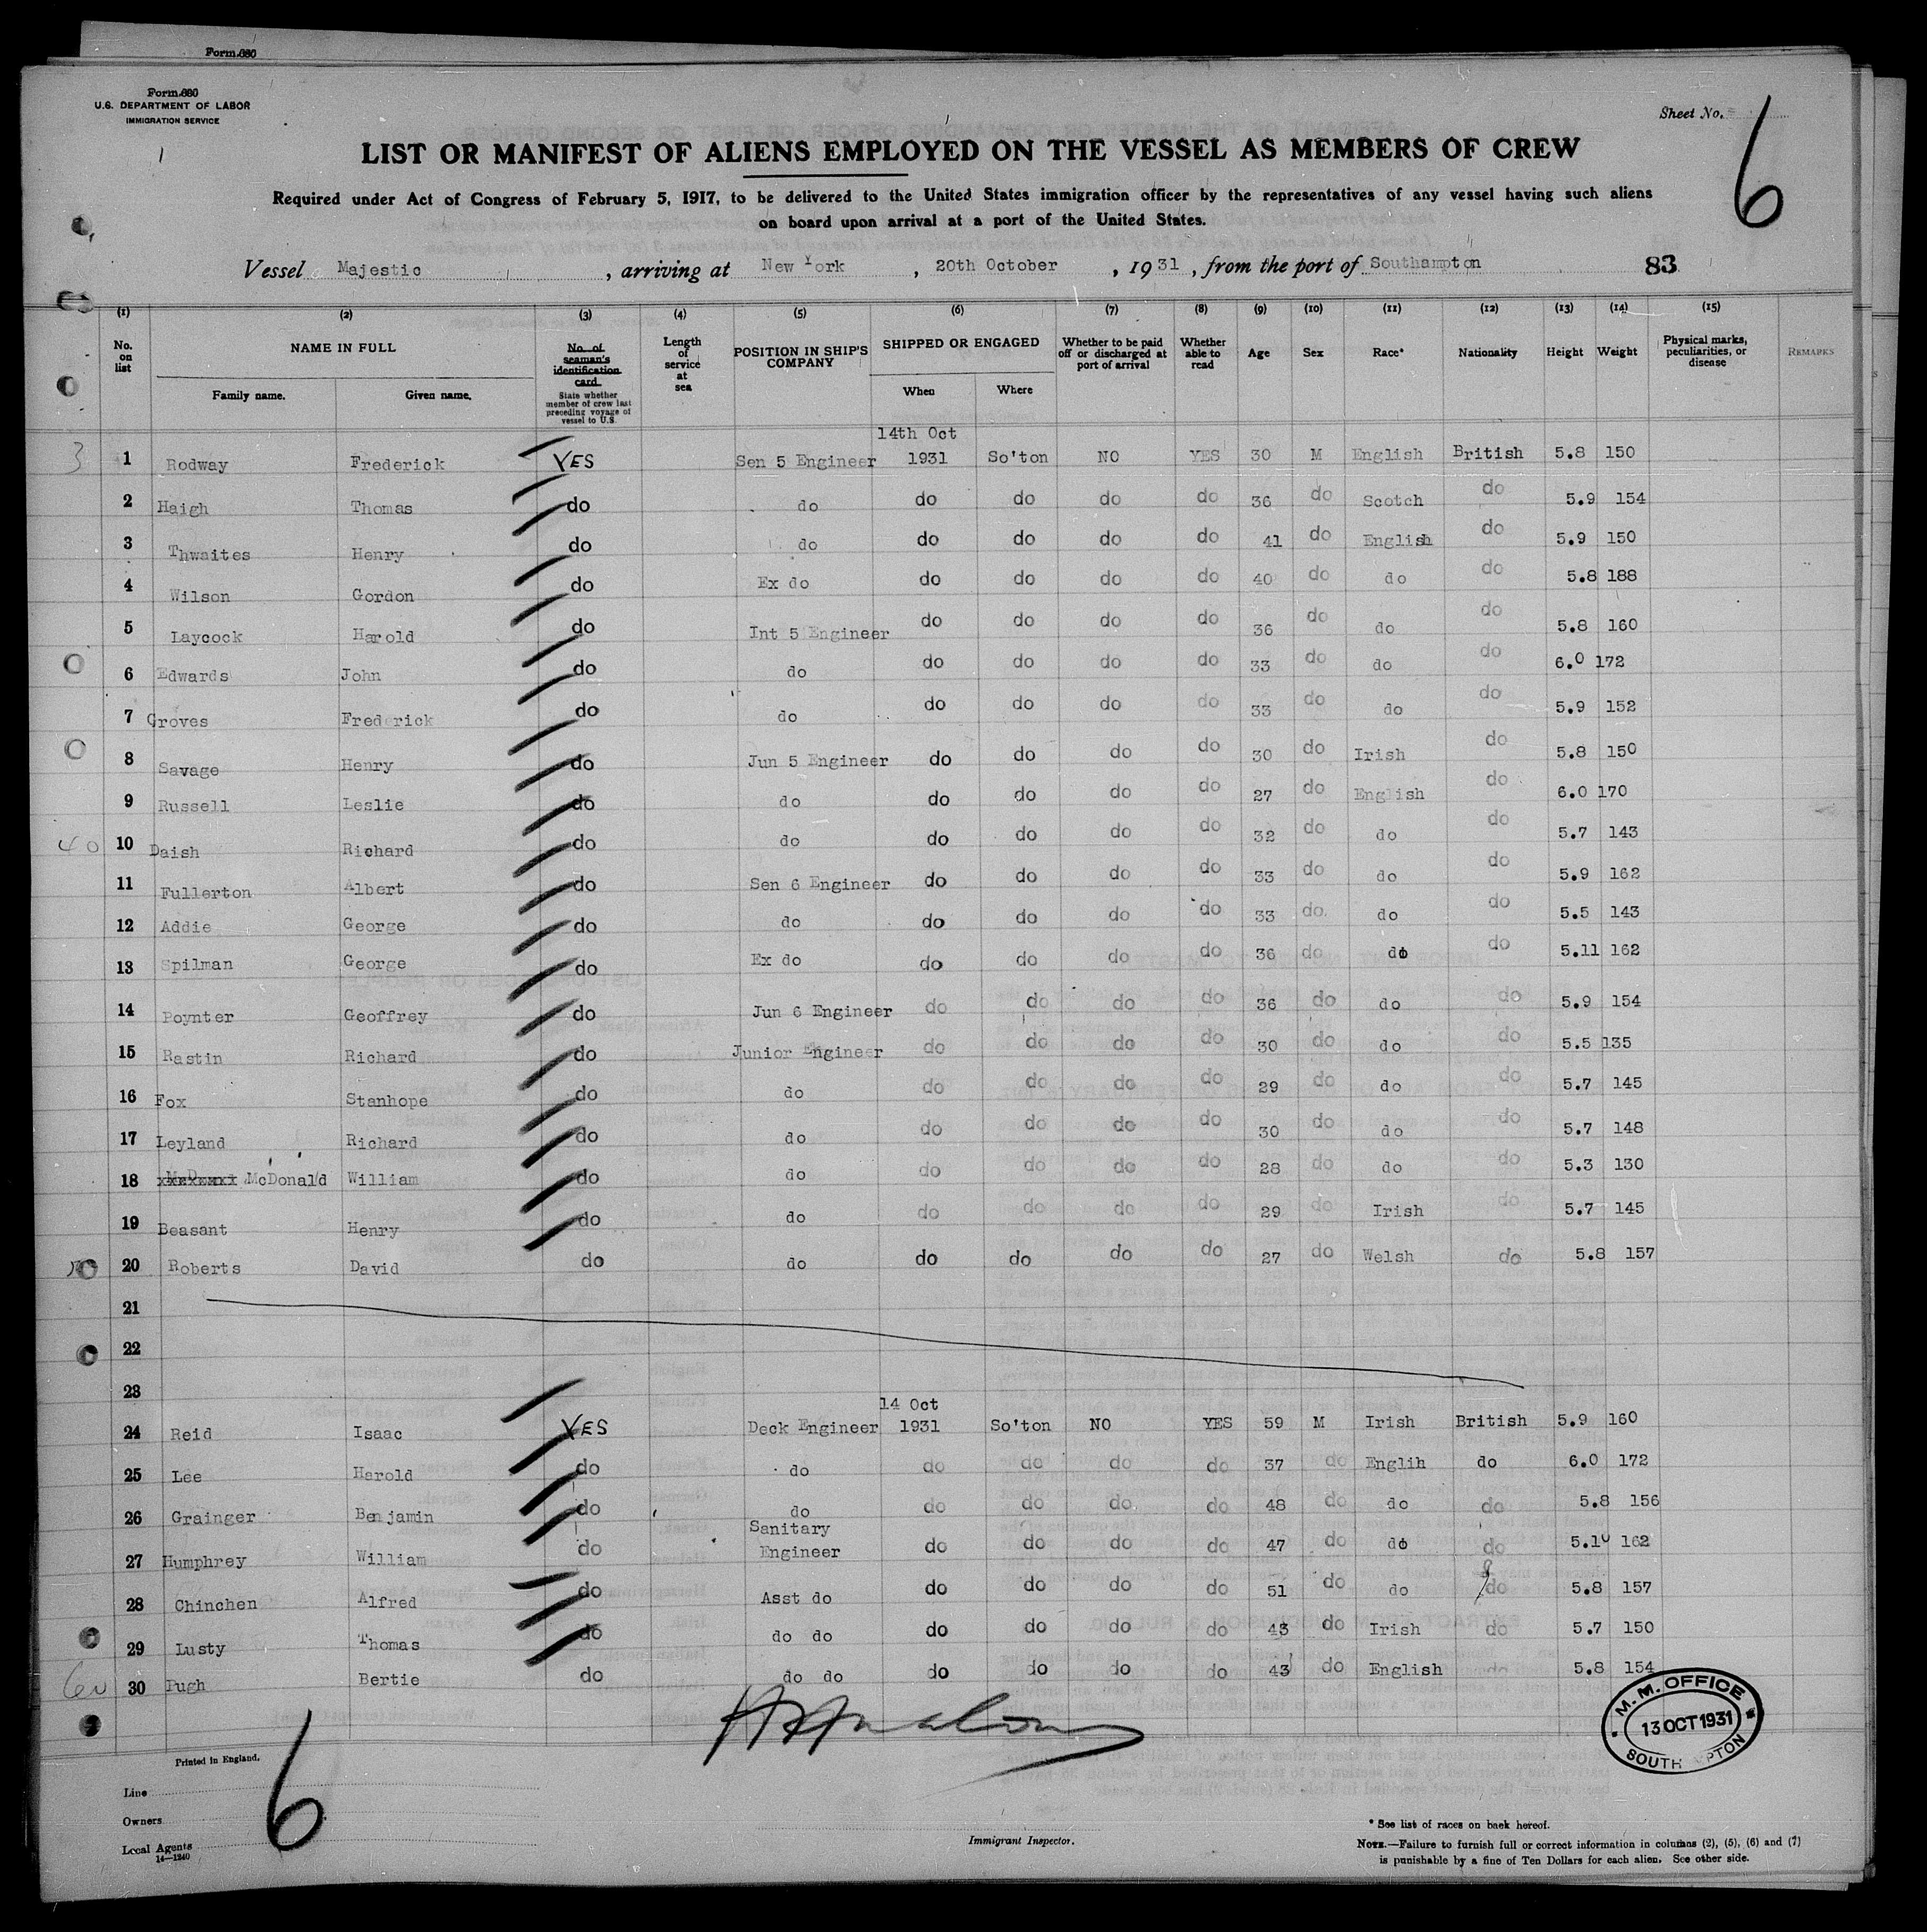 Form 680
Form 680
U.S. DEPARTMENT OF LABOR
IMMIGRATION SERVICE
Sheet No. 6
LIST OR MANIFEST OF ALIENS EMPLOYED ON THE VESSEL AS MEMBERS OF CREW
Required under Act of Congress of February 5, 1917, to be delivered to the United States immigration officer by the representatives of any vessel having such aliens
on board upon arrival at a port of the United States.
Vessel Majestic, arriving at New York, 20th October, 1931, from the port of Southampton 83
(1) (2) (3) (4) (5) (6) (7) (8) (9) (10) (11) (12) (13) (14) (15)
No. on list NAME IN FULL Family name. Given name. No. of seaman's identification card. State whether member of crew last preceding voyage of vessel to U.S. Length of service at sea POSITION IN SHIP'S COMPANY SHIPPED OR ENGAGED When Where Whether to be paid off or discharged at port of arrival Whether able to read Age Sex Race* Nationality Height Weight Physical marks, peculiarities, or disease REMARKS
14th Oct
3 1 Rodway Frederick YES Sen 5 Engineer 1931 So'ton NO YES 30 M English British 5.8 150
2 Haigh Thomas do do do do do do 36 do Scotch do 5.9 154
3 Thwaites Henry do do do do do do 41 do English do 5.9 150
4 Wilson Gordon do Ex do do do do do 40 do do do 5.8 188
5 Laycock Harold do Int 5 Engineer do do do do 36 do do do 5.8 160
6 Edwards John do do do do do do 33 do do do 6.0 172
7 Groves Frederick do do do do do do 33 do do do 5.9 152
8 Savage Henry do Jun 5 Engineer do do do do 30 do Irish do 5.8 150
9 Russell Leslie do do do do do do 27 do English do 6.0 170
40 10 Daish Richard do do do do do do 32 do do do 5.7 143
11 Fullerton Albert do Sen 6 Engineer do do do do 33 do do do 5.9 162
12 Addie George do do do do do do 33 do do do 5.5 143
13 Spilman George do Ex do do do do do 36 do do do 5.11 162
14 Poynter Geoffrey do Jun 6 Engineer do do do do 36 do do do 5.9 154
15 Rastin Richard do Junior Engineer do do do do 30 do do do 5.5 135
16 Fox Stanhope do do do do do do 29 do do do 5.7 145
17 Leyland Richard do do do do do do 30 do do do 5.7 148
18 McDonald William do do do do do do 28 do do do 5.3 130
19 Beasant Henry do do do do do do 29 do Irish do 5.7 145
20 Roberts David do do do do do do 27 do Welsh do 5.8 157
21
22
23
14 Oct
24 Reid Isaac YES Deck Engineer 1931 So'ton NO YES 59 M Irish British 5.9 160
25 Lee Harold do do do do do do 37 do Englih do 6.0 172
26 Grainger Benjamin do do do do do do 48 do do do 5.8 156
27 Humphrey William do Sanitary Engineer do do do do 47 do do do 5.10 162
28 Chinchen Alfred do Asst do do do do do 51 do do do 5.8 157
29 Lusty Thomas do do do do do do do 43 do Irish do 5.7 150
60 30 Pugh Bertie do do do do do do do 43 do English do 5.8 154
M.M. OFFICE
13 OCT 1931
SOUTH MPTON
Printed in England.
Line
Owners
Local Agents
14—1240
6
Immigrant Inspector.
* See list of races on back hereof.
NOTE.—Failure to furnish full or correct information in columns (2), (5), (6) and (7)
is punishable by a fine of Ten Dollars for each alien. See other side.